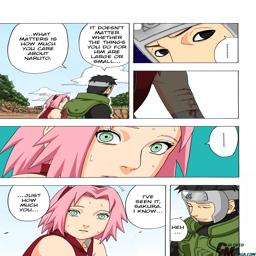 IT DOESN'T
MATTER
WHETHER
THE THINGS
YOU DO FOR
HIM ARE
LARGE OR
SMALL...
...WHAT
MATTERS IS
HOW MUCH
YOU CARE
ABOUT
NARUTO.
I'VE
SEEN IT,
SAKURA.
I KNOW...
...JUST
HOW
MUCH
YOU...
HEH